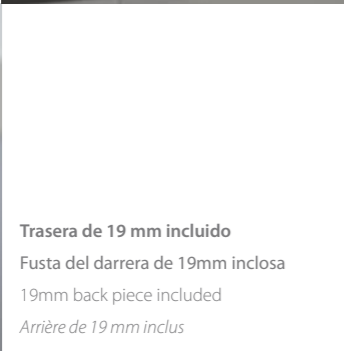 Trasera de 19 mm incluido
Fusta del darrera de 19mm inclosa
19mm back piece included
Arrière de 19 mm inclus